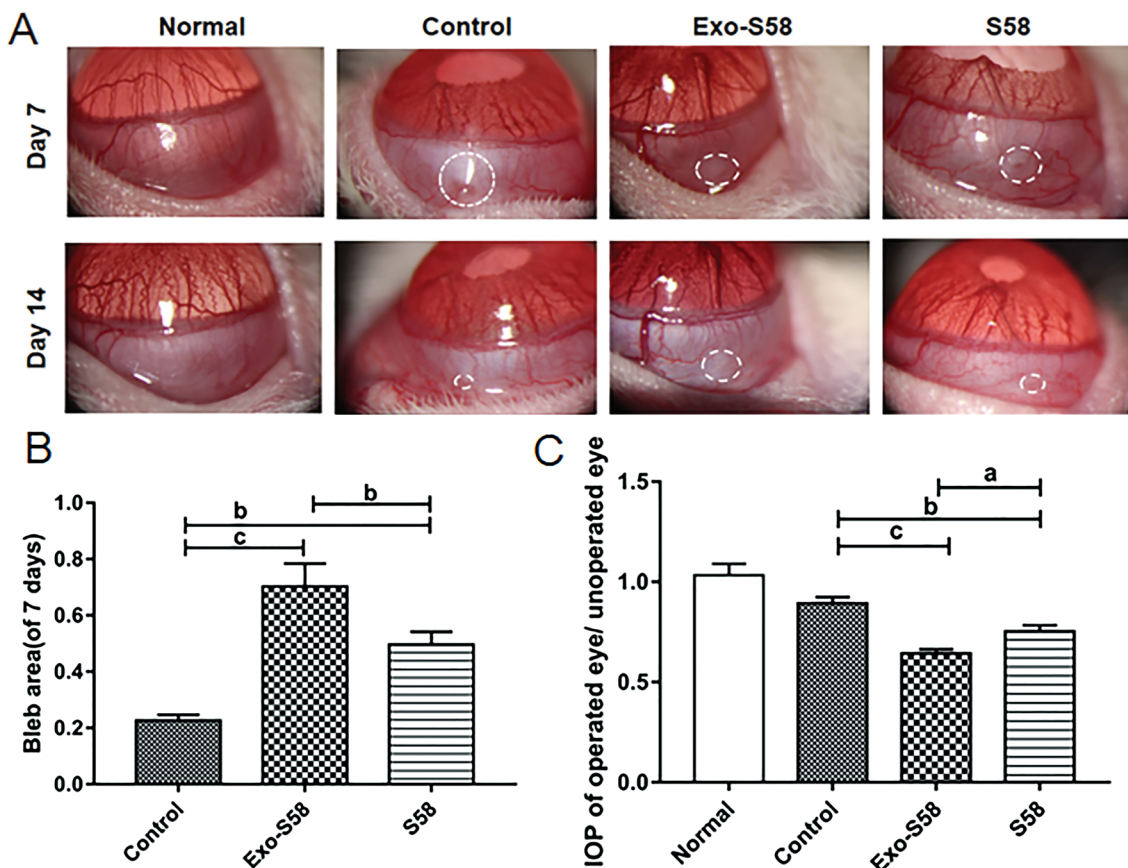 A
Normal
Control
Exo-S58
S58
Day 7
Day 14
B
Bleb area(of 7 days)
1.0
0.8
0.6
0.4
0.2
0.0
b
b
c
Control
Exo-S58
S58
C
IOP of operated eye/ unoperated eye
1.5
1.0
0.5
0.0
a
b
c
Normal
Control
Exo-S58
S58